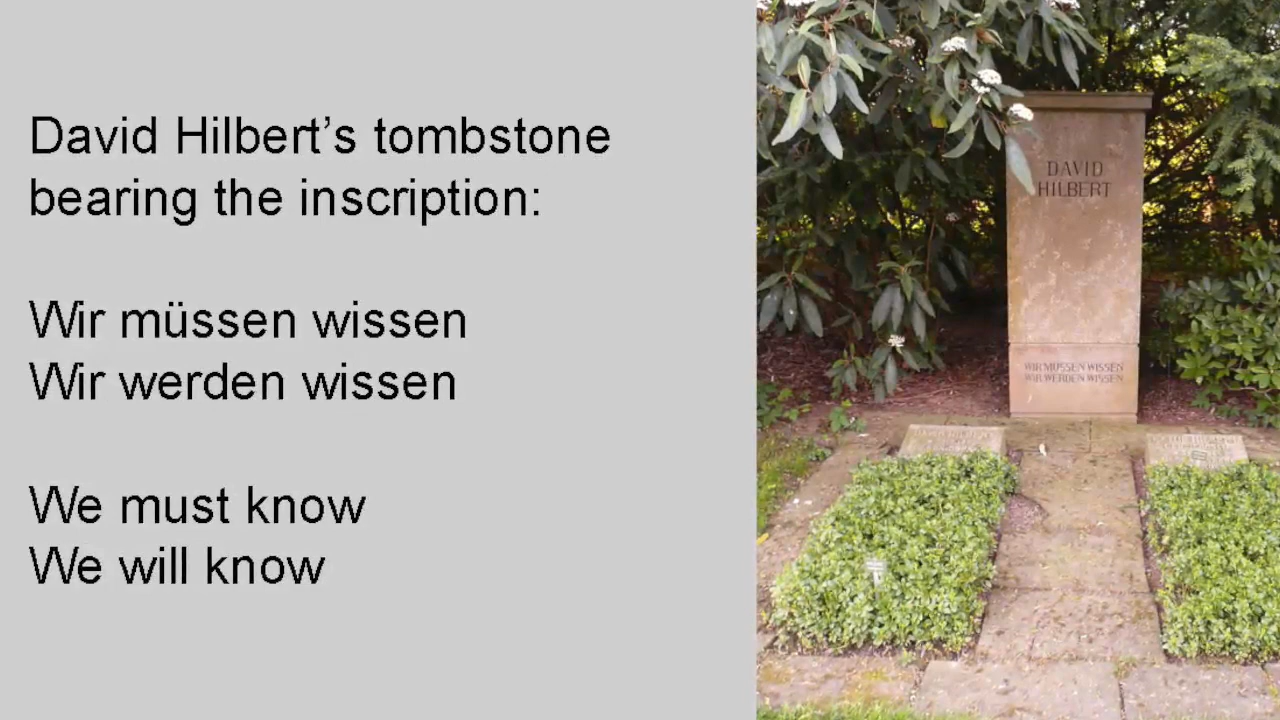 David Hilbert’s tombstone
bearing the inscription:
Wir müssen wissen
Wir werden wissen
We must know
We will know
DAVID
HILBERT
WIR MÜSSEN WISSEN
WIR WERDEN WISSEN